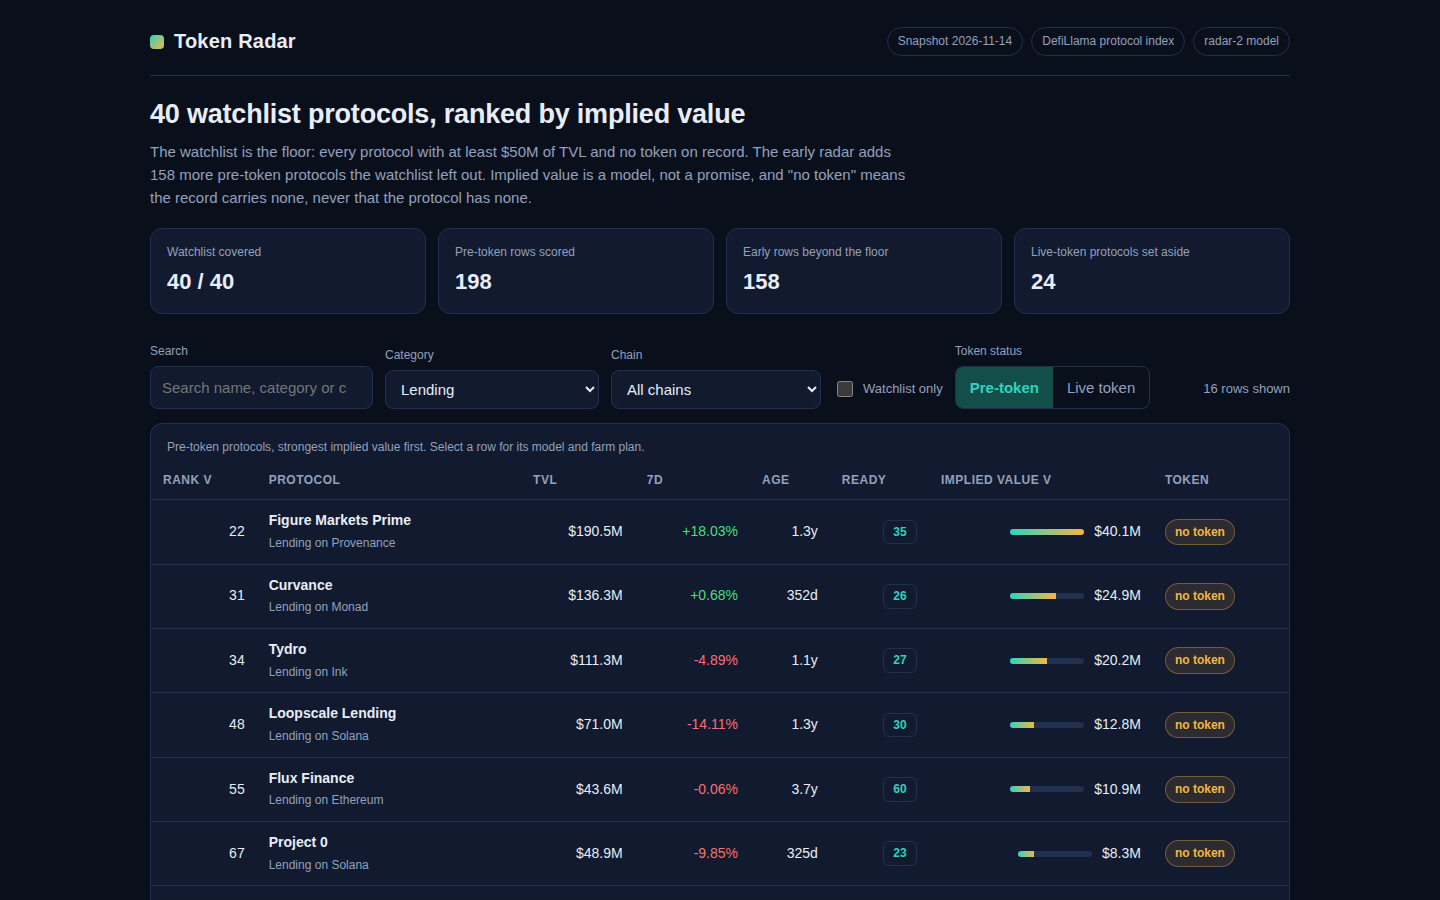 Token Radar
Snapshot 2026-11-14
DefiLlama protocol index
radar-2 model
40 watchlist protocols, ranked by implied value
The watchlist is the floor: every protocol with at least $50M of TVL and no token on record. The early radar adds
158 more pre-token protocols the watchlist left out. Implied value is a model, not a promise, and "no token" means
the record carries none, never that the protocol has none.
Watchlist covered
40 / 40
Pre-token rows scored
198
Early rows beyond the floor
158
Live-token protocols set aside
24
Search
Search name, category or c
Category
Lending
Chain
All chains
Watchlist only
Token status
Pre-token
Live token
16 rows shown
Pre-token protocols, strongest implied value first. Select a row for its model and farm plan.
RANK V PROTOCOL TVL 7D AGE READY IMPLIED VALUE V TOKEN
22 Figure Markets Prime $190.5M +18.03% 1.3y 35 $40.1M no token
Lending on Provenance
31 Curvance $136.3M +0.68% 352d 26 $24.9M no token
Lending on Monad
34 Tydro $111.3M -4.89% 1.1y 27 $20.2M no token
Lending on Ink
48 Loopscale Lending $71.0M -14.11% 1.3y 30 $12.8M no token
Lending on Solana
55 Flux Finance $43.6M -0.06% 3.7y 60 $10.9M no token
Lending on Ethereum
67 Project 0 $48.9M -9.85% 325d 23 $8.3M no token
Lending on Solana